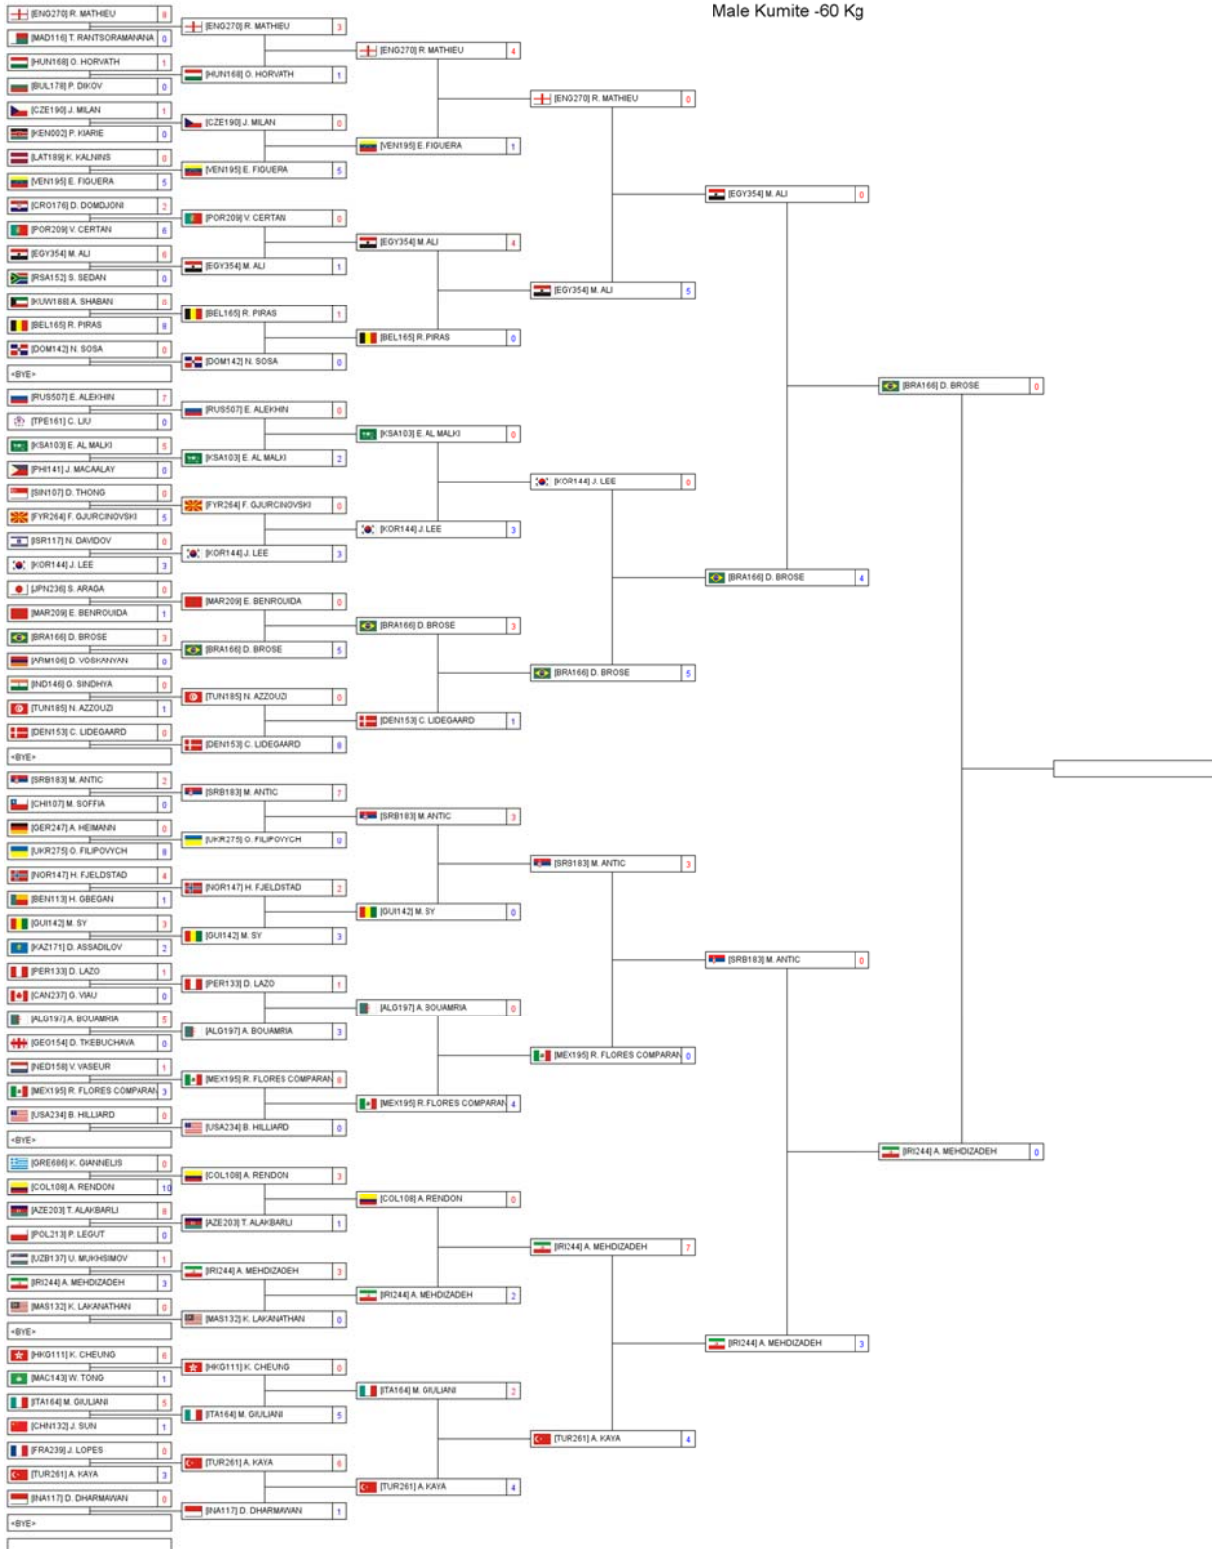 Male Kumite -60 Kg
[ENG270] R. MATHIEU 8
[MAD116] T. RANTSORAMANANA 0
[HUN168] O. HORVATH 1
[BUL178] P. DIKOV 0
[CZE190] J. MILAN 1
[KEN002] P. KIARIE 0
[LAT189] K. KALNINS 0
[VEN195] E. FIGUERA 5
[CRO176] D. DOMDJONI 2
[POR209] V. CERTAN 6
[EGY354] M. ALI 6
[RSA152] S. SEDAN 0
[KUW188] A. SHABAN 0
[BEL165] R. PIRAS 8
[DOM142] N. SOSA 0
<BYE>
[RUS507] E. ALEKHIN 7
[TPE161] C. LIU 0
[KSA103] E. AL MALKI 5
[PHI141] J. MACAALAY 0
[SIN107] D. THONG 0
[FYR264] F. GJURCINOVSKI 5
[ISR117] N. DAVIDOV 0
[KOR144] J. LEE 3
[JPN236] S. ARAGA 0
[MAR209] E. BENROUIDA 1
[BRA166] D. BROSE 3
[ARM106] D. VOSKANYAN 0
[IND146] G. SINDHYA 0
[TUN185] N. AZZOUZI 1
[DEN153] C. LIDEGAARD 0
<BYE>
[SRB183] M. ANTIC 2
[CHI107] M. SOFFIA 0
[GER247] A. HEIMANN 0
[UKR275] O. FILIPOVYCH 8
[NOR147] H. FJELDSTAD 4
[BEN113] H. GBEGAN 1
[GUI142] M. SY 3
[KAZ171] D. ASSADILOV 2
[PER133] D. LAZO 1
[CAN237] G. VIAU 0
[ALG197] A. BOUAMRIA 5
[GEO154] D. TKEBUCHAVA 0
[NED158] V. VASEUR 1
[MEX195] R. FLORES COMPARAN 3
[USA234] B. HILLIARD 0
<BYE>
[GRE686] K. GIANNELIS 0
[COL108] A. RENDON 10
[AZE203] T. ALAKBARLI 8
[POL213] P. LEGUT 0
[UZB137] U. MUKHSIMOV 1
[IRI244] A. MEHDIZADEH 3
[MAS132] K. LAKANATHAN 0
<BYE>
[HKG111] K. CHEUNG 6
[MAC143] W. TONG 1
[ITA164] M. GIULIANI 5
[CHN132] J. SUN 1
[FRA239] J. LOPES 0
[TUR261] A. KAYA 3
[INA117] D. DHARMAWAN 0
<BYE>
[ENG270] R. MATHIEU 3
[HUN168] O. HORVATH 1
[CZE190] J. MILAN 0
[VEN195] E. FIGUERA 5
[POR209] V. CERTAN 0
[EGY354] M. ALI 1
[BEL165] R. PIRAS 1
[DOM142] N. SOSA 0
[RUS507] E. ALEKHIN 0
[KSA103] E. AL MALKI 2
[FYR264] F. GJURCINOVSKI 0
[KOR144] J. LEE 3
[MAR209] E. BENROUIDA 0
[BRA166] D. BROSE 5
[TUN185] N. AZZOUZI 0
[DEN153] C. LIDEGAARD 8
[SRB183] M. ANTIC 7
[UKR275] O. FILIPOVYCH 0
[NOR147] H. FJELDSTAD 2
[GUI142] M. SY 3
[PER133] D. LAZO 1
[ALG197] A. BOUAMRIA 3
[MEX195] R. FLORES COMPARAN 8
[USA234] B. HILLIARD 0
[COL108] A. RENDON 3
[AZE203] T. ALAKBARLI 1
[IRI244] A. MEHDIZADEH 3
[MAS132] K. LAKANATHAN 0
[HKG111] K. CHEUNG 0
[ITA164] M. GIULIANI 5
[TUR261] A. KAYA 6
[INA117] D. DHARMAWAN 1
[ENG270] R. MATHIEU 4
[VEN195] E. FIGUERA 1
[EGY354] M. ALI 4
[BEL165] R. PIRAS 0
[KSA103] E. AL MALKI 0
[KOR144] J. LEE 3
[BRA166] D. BROSE 3
[DEN153] C. LIDEGAARD 1
[SRB183] M. ANTIC 3
[GUI142] M. SY 0
[ALG197] A. BOUAMRIA 0
[MEX195] R. FLORES COMPARAN 4
[COL108] A. RENDON 0
[IRI244] A. MEHDIZADEH 2
[ITA164] M. GIULIANI 2
[TUR261] A. KAYA 4
[ENG270] R. MATHIEU 0
[EGY354] M. ALI 5
[KOR144] J. LEE 0
[BRA166] D. BROSE 5
[SRB183] M. ANTIC 3
[MEX195] R. FLORES COMPARAN 0
[IRI244] A. MEHDIZADEH 7
[TUR261] A. KAYA 4
[EGY354] M. ALI 0
[BRA166] D. BROSE 4
[SRB183] M. ANTIC 0
[IRI244] A. MEHDIZADEH 3
[BRA166] D. BROSE 0
[IRI244] A. MEHDIZADEH 0